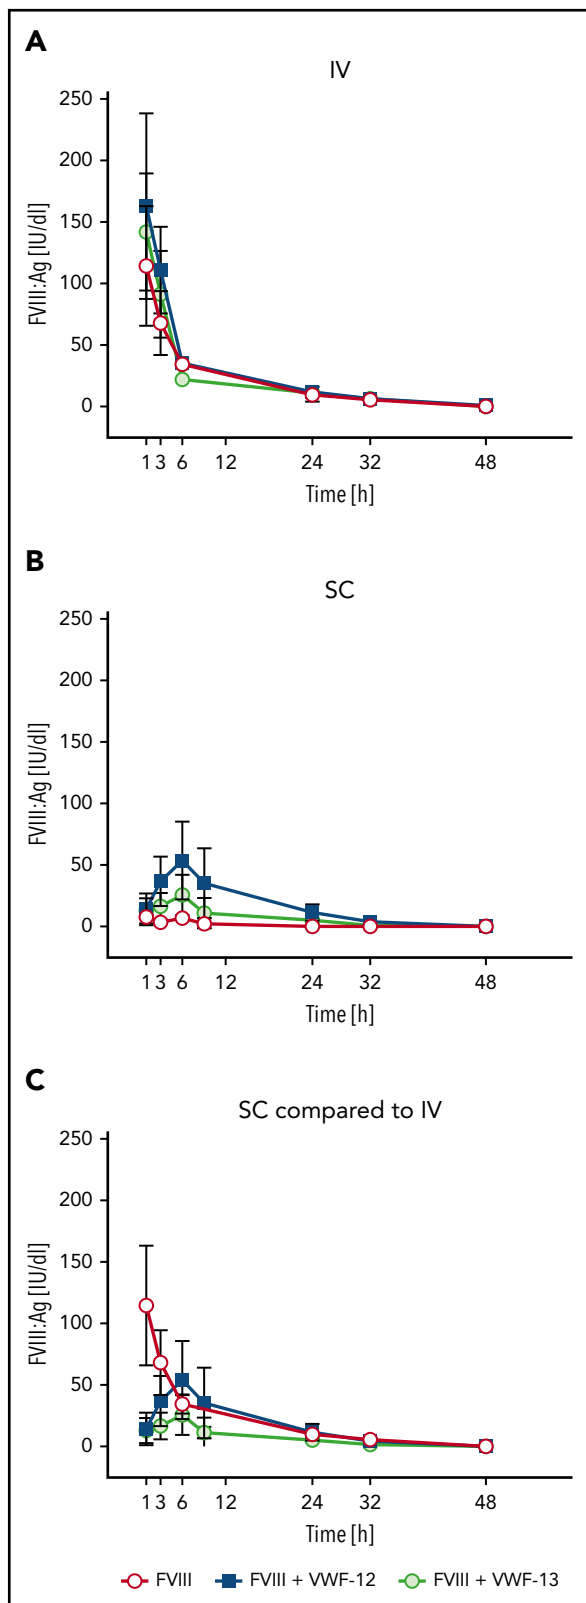 A
IV
FVIII:Ag [IU/dl]
250
200
150
100
50
0
1 3 6 12 24 32 48
Time [h]
B
SC
FVIII:Ag [IU/dl]
250
200
150
100
50
0
1 3 6 12 24 32 48
Time [h]
C
SC compared to IV
FVIII:Ag [IU/dl]
250
200
150
100
50
0
1 3 6 12 24 32 48
Time [h]
FVIII FVIII + VWF-12 FVIII + VWF-13